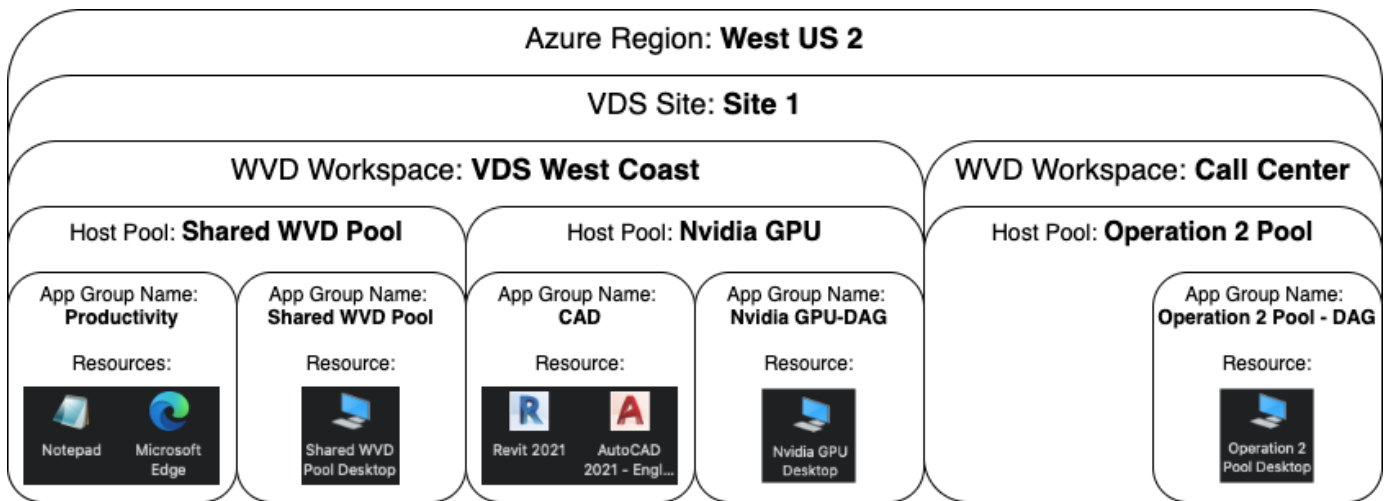 Azure Region: West US 2
VDS Site: Site 1
WVD Workspace: VDS West Coast
WVD Workspace: Call Center
Host Pool: Shared WVD Pool
Host Pool: Nvidia GPU
Host Pool: Operation 2 Pool
App Group Name:
Productivity
Resources:
Notepad
Microsoft
Edge
App Group Name:
Shared WVD Pool
Resource:
Shared WVD
Pool Desktop
App Group Name:
CAD
Resource:
R
Revit 2021
A
AutoCAD
2021 - Engl...
App Group Name:
Nvidia GPU-DAG
Resource:
Nvidia GPU
Desktop
App Group Name:
Operation 2 Pool - DAG
Resource:
Operation 2
Pool Desktop